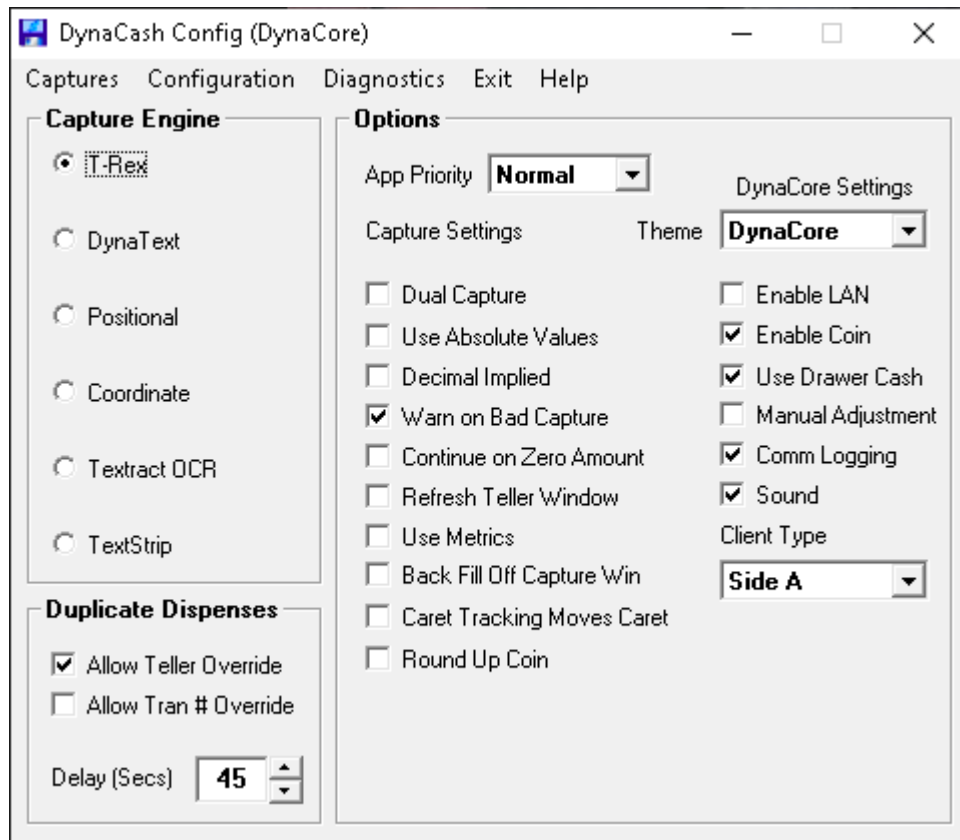 DynaCash Config (DynaCore)
Captures Configuration Diagnostics Exit Help
Capture Engine
T-Rex
DynaText
Positional
Coordinate
Textract OCR
TextStrip
Duplicate Dispenses
Allow Teller Override
Allow Tran # Override
Delay (Secs) 45
Options
App Priority Normal
DynaCore Settings
Capture Settings
Theme DynaCore
Dual Capture
Use Absolute Values
Decimal Implied
Warn on Bad Capture
Continue on Zero Amount
Refresh Teller Window
Use Metrics
Back Fill Off Capture Win
Caret Tracking Moves Caret
Round Up Coin
Enable LAN
Enable Coin
Use Drawer Cash
Manual Adjustment
Comm Logging
Sound
Client Type
Side A